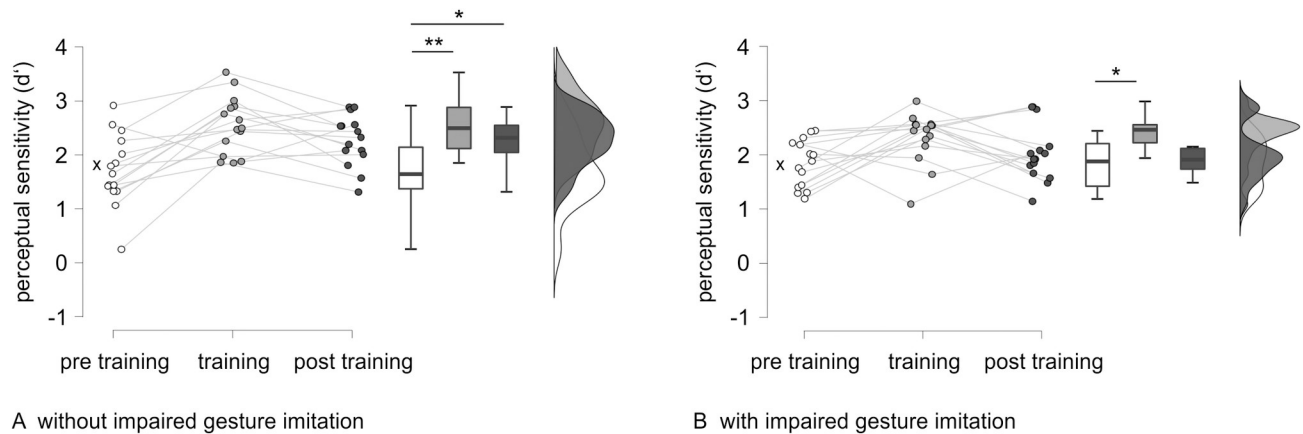 perceptual sensitivity (d')
4
3
2
1
0
-1
x
*
**
pre training
training
post training
A without impaired gesture imitation
perceptual sensitivity (d')
4
3
2
1
0
-1
x
*
pre training
training
post training
B with impaired gesture imitation